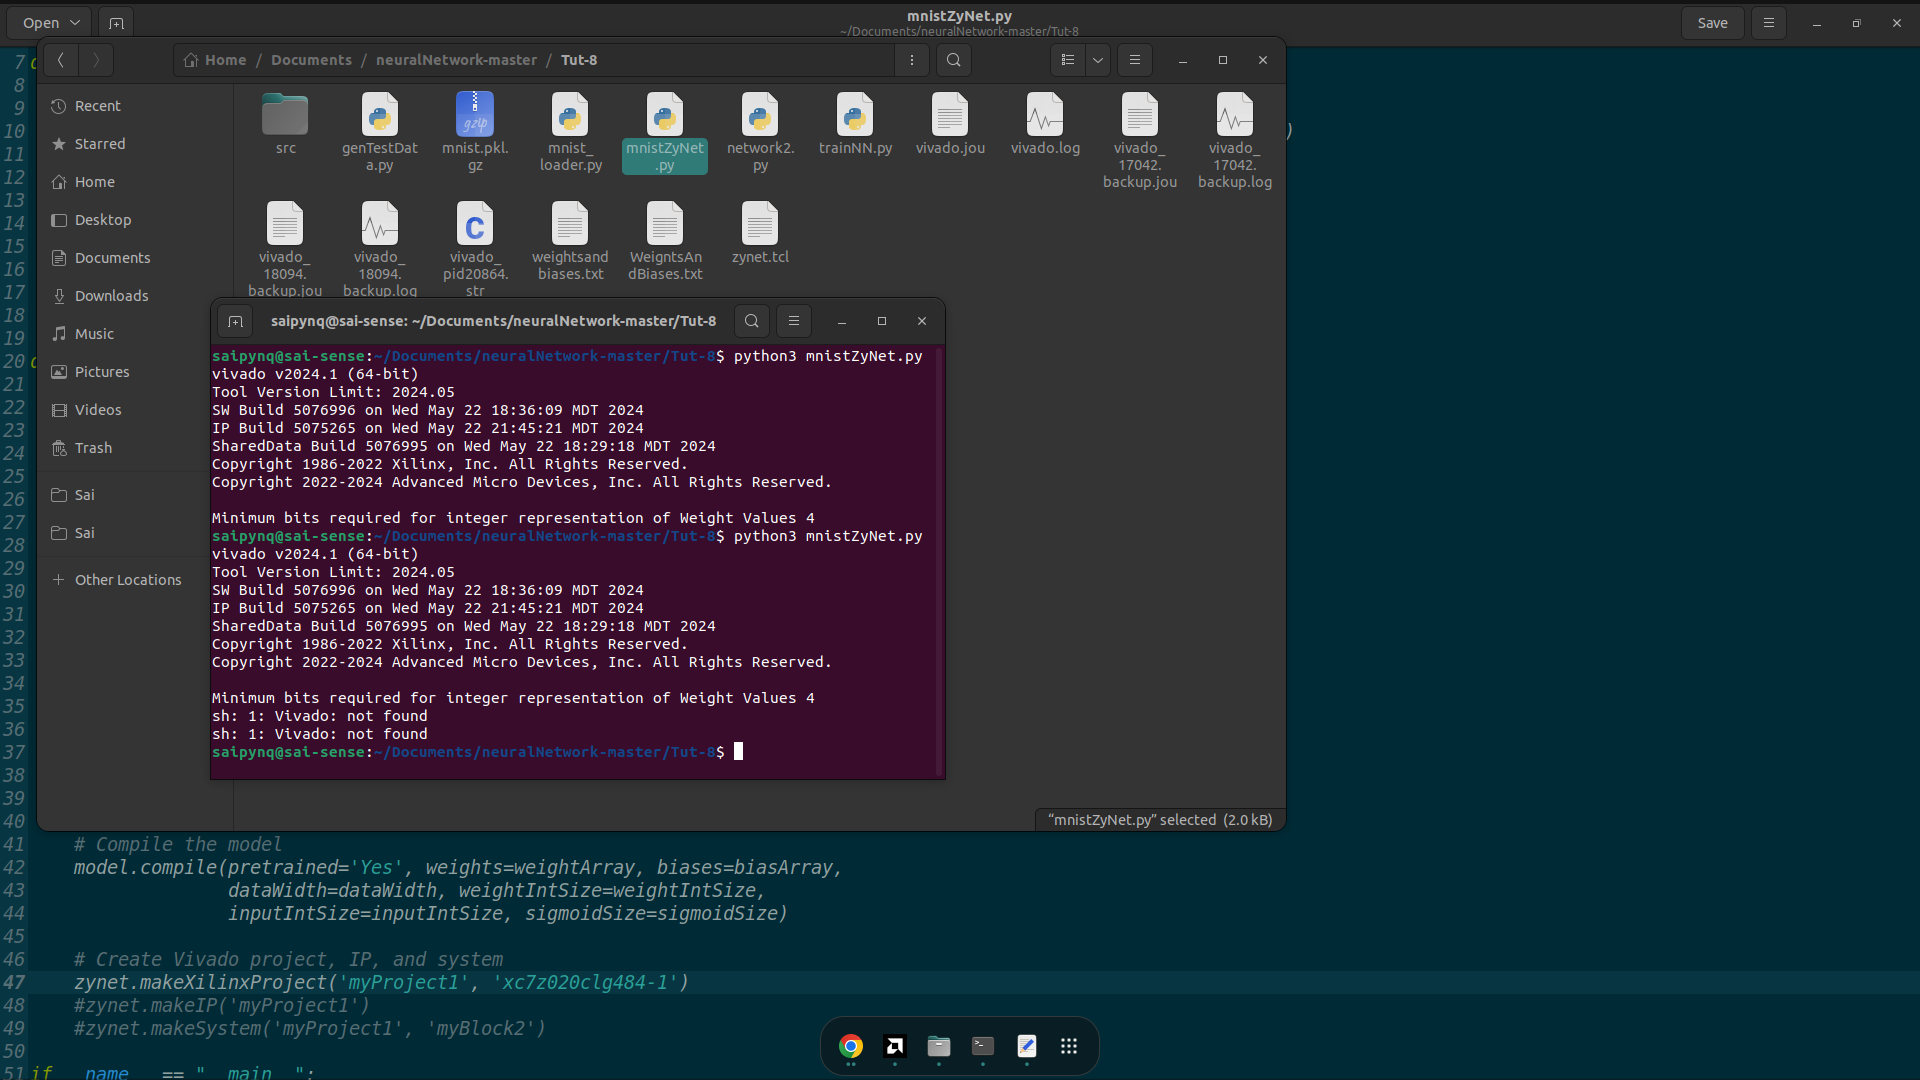 Open
mnistZyNet.py
~/Documents/neuralNetwork-master/Tut-8
Save
Home / Documents / neuralNetwork-master / Tut-8
Recent
Starred
Home
Desktop
Documents
Downloads
Music
Pictures
Videos
Trash
Sai
Sai
Other Locations
src
genTestDat
a.py
gzip
mnist.pkl.
gz
mnist_
loader.py
mnistZyNet
.py
network2.
py
trainNN.py
vivado.jou
vivado.log
vivado_
17042.
backup.jou
vivado_
17042.
backup.log
vivado_
18094.
backup.jou
vivado_
18094.
backup.log
C
vivado_
pid20864.
str
weightsand
biases.txt
WeigntsAn
dBiases.txt
zynet.tcl
saipynq@sai-sense: ~/Documents/neuralNetwork-master/Tut-8
saipynq@sai-sense:~/Documents/neuralNetwork-master/Tut-8$ python3 mnistZyNet.py
vivado v2024.1 (64-bit)
Tool Version Limit: 2024.05
SW Build 5076996 on Wed May 22 18:36:09 MDT 2024
IP Build 5075265 on Wed May 22 21:45:21 MDT 2024
SharedData Build 5076995 on Wed May 22 18:29:18 MDT 2024
Copyright 1986-2022 Xilinx, Inc. All Rights Reserved.
Copyright 2022-2024 Advanced Micro Devices, Inc. All Rights Reserved.
Minimum bits required for integer representation of Weight Values 4
saipynq@sai-sense:~/Documents/neuralNetwork-master/Tut-8$ python3 mnistZyNet.py
vivado v2024.1 (64-bit)
Tool Version Limit: 2024.05
SW Build 5076996 on Wed May 22 18:36:09 MDT 2024
IP Build 5075265 on Wed May 22 21:45:21 MDT 2024
SharedData Build 5076995 on Wed May 22 18:29:18 MDT 2024
Copyright 1986-2022 Xilinx, Inc. All Rights Reserved.
Copyright 2022-2024 Advanced Micro Devices, Inc. All Rights Reserved.
Minimum bits required for integer representation of Weight Values 4
sh: 1: Vivado: not found
sh: 1: Vivado: not found
saipynq@sai-sense:~/Documents/neuralNetwork-master/Tut-8$
“mnistZyNet.py” selected (2.0 kB)
7
8
9
10 )
11
12
13
14
15
16
17
18
19
20
21
22
23
24
25
26
27
28
29
30
31
32
33
34
35
36
37
38
39
40
41 # Compile the model
42 model.compile(pretrained='Yes', weights=weightArray, biases=biasArray,
43 dataWidth=dataWidth, weightIntSize=weightIntSize,
44 inputIntSize=inputIntSize, sigmoidSize=sigmoidSize)
45
46 # Create Vivado project, IP, and system
47 zynet.makeXilinxProject('myProject1', 'xc7z020clg484-1')
48 #zynet.makeIP('myProject1')
49 #zynet.makeSystem('myProject1', 'myBlock2')
50
51 if __name__ == "__main__":